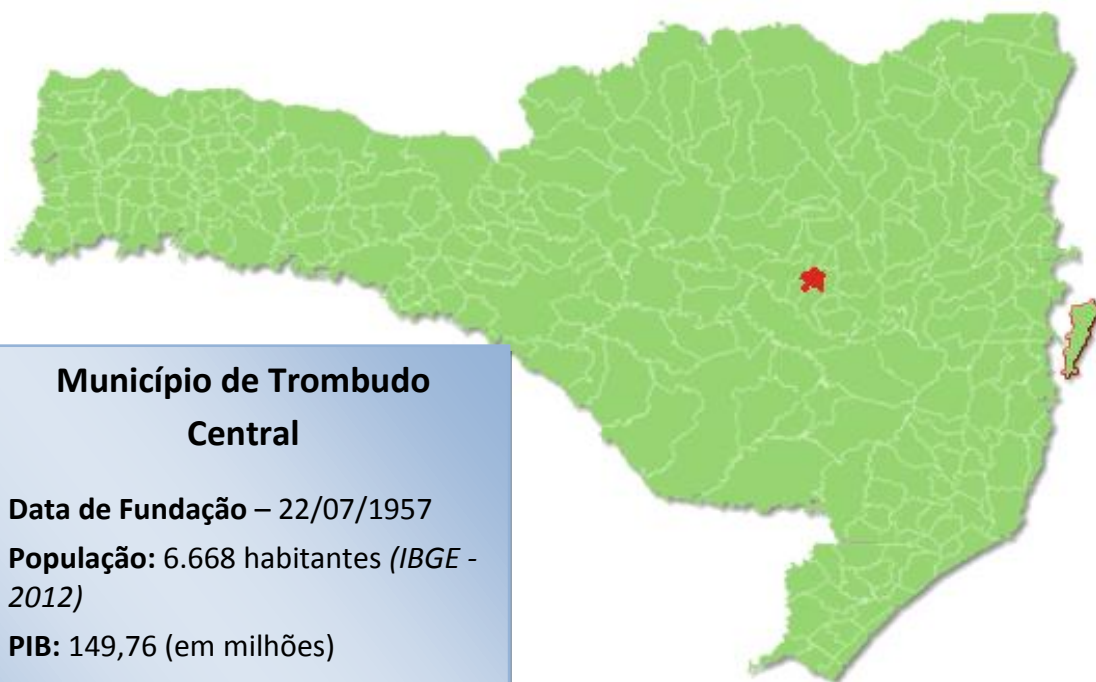 Município de Trombudo
Central
Data de Fundação – 22/07/1957
População: 6.668 habitantes (IBGE -
2012)
PIB: 149,76 (em milhões)